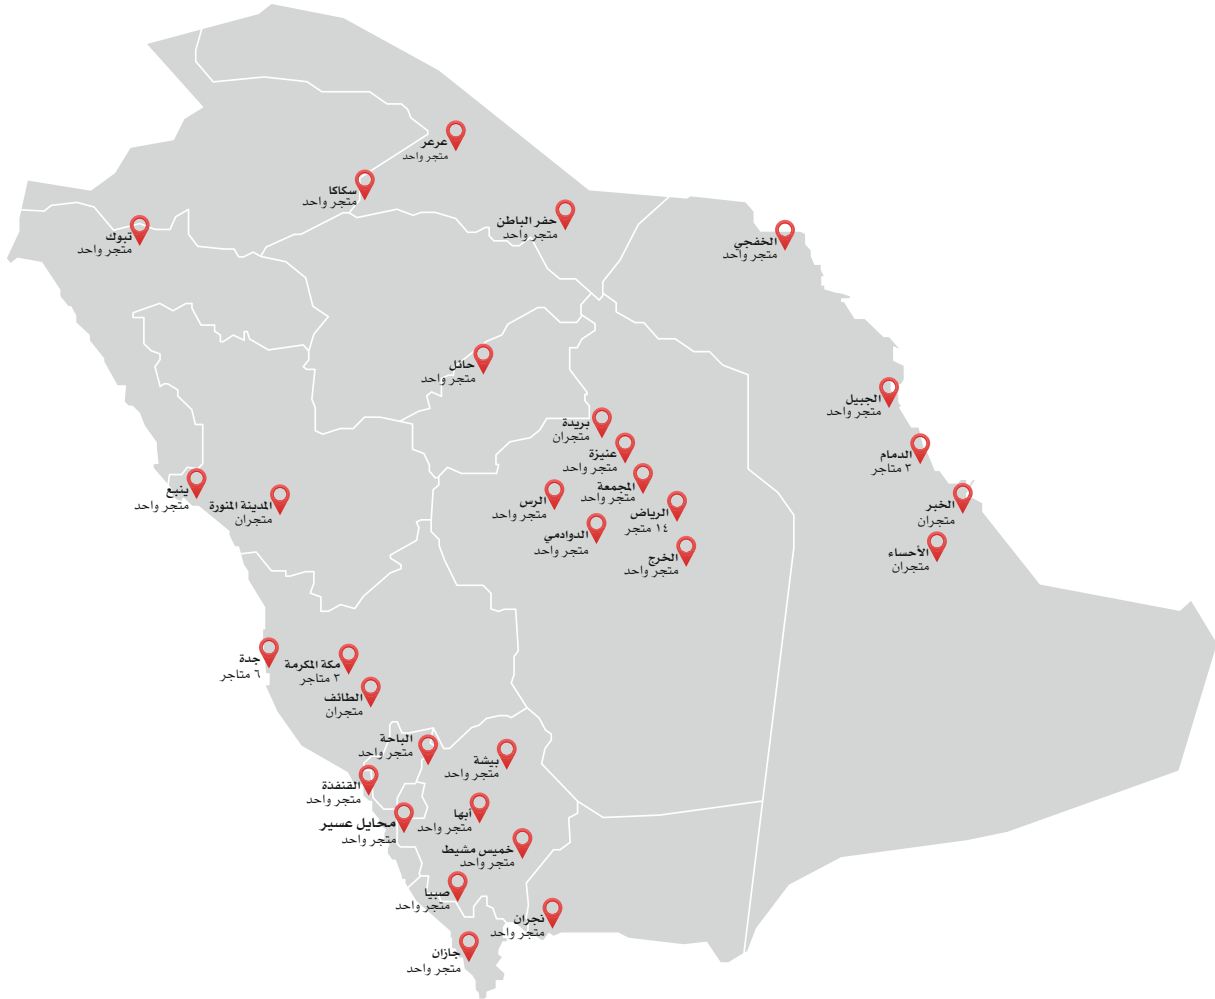 عرعر
متجر واحد
سكاكا
متجر واحد
حفر الباطن
متجر واحد
تبوك
متجر واحد
الخفجي
متجر واحد
حائل
متجر واحد
الجبيل
متجر واحد
بريدة
متجران
عنيزة
متجر واحد
الدمام
٣ متاجر
المجمعة
متجر واحد
ينبع
متجر واحد
المدينة المنورة
متجران
الرس
متجر واحد
الرياض
١٤ متجر
الخبر
متجران
الدوادمي
متجر واحد
الخرج
متجر واحد
الأحساء
متجران
جدة
٦ متاجر
مكة المكرمة
٣ متاجر
الطائف
متجران
الباحة
متجر واحد
بيشة
متجر واحد
القنفذة
متجر واحد
أبها
متجر واحد
محايل عسير
متجر واحد
خميس مشيط
متجر واحد
صبيا
متجر واحد
نجران
متجر واحد
جازان
متجر واحد